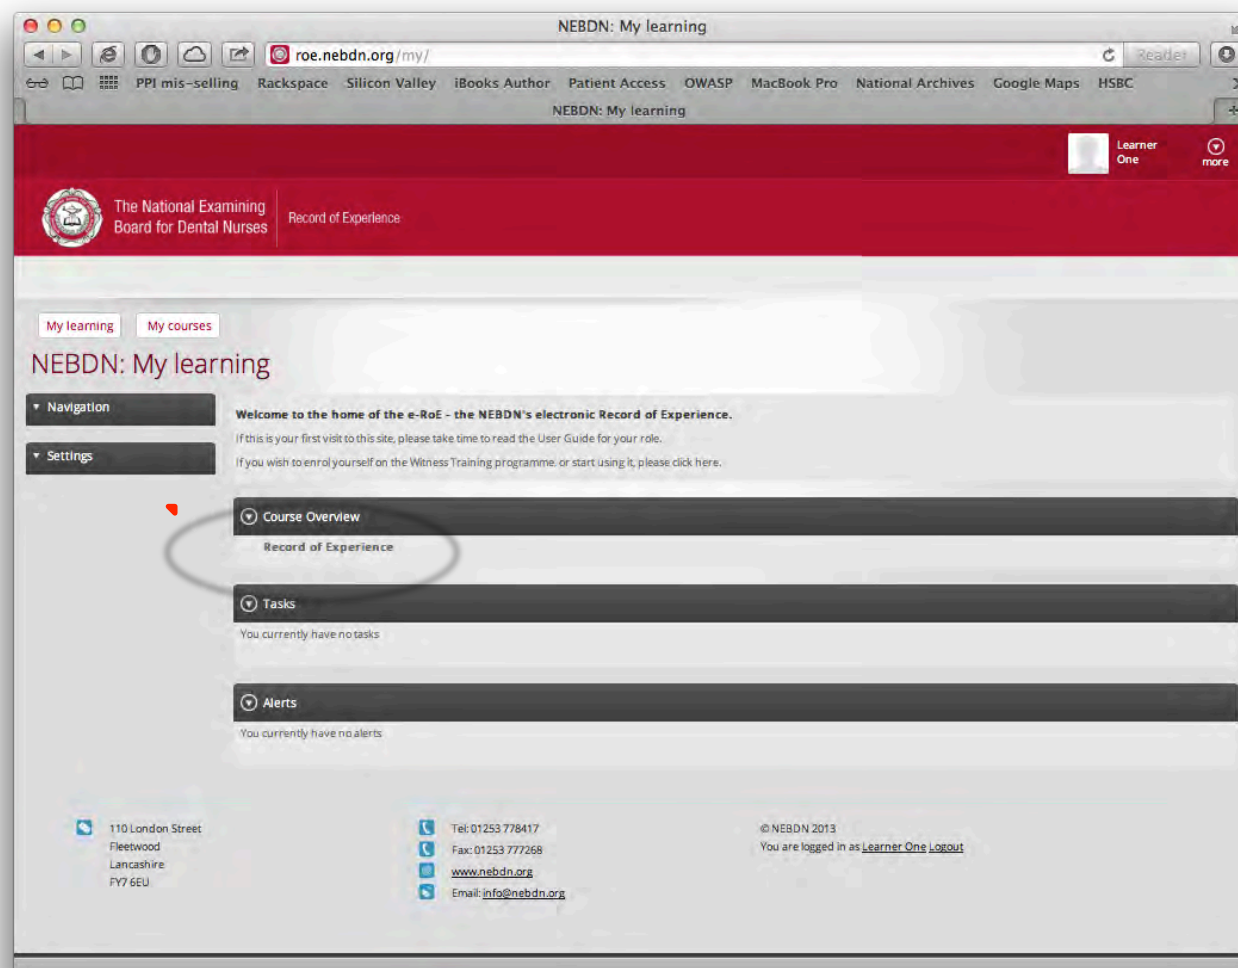 NEBDN: My learning
roe.nebdn.org/my/
Reader
PPI mis-selling Rackspace Silicon Valley iBooks Author Patient Access OWASP MacBook Pro National Archives Google Maps HSBC
NEBDN: My learning
Learner
One
more
The National Examining
Board for Dental Nurses
Record of Experience
My learning My courses
NEBDN: My learning
Navigation
Settings
Welcome to the home of the e-RoE - the NEBDN's electronic Record of Experience.
If this is your first visit to this site, please take time to read the User Guide for your role.
If you wish to enrol yourself on the Witness Training programme. or start using it, please click here.
Course Overview
Record of Experience
Tasks
You currently have no tasks
Alerts
You currently have no alerts
110 London Street
Fleetwood
Lancashire
FY7 6EU
Tel: 01253 778417
Fax: 01253 777268
www.nebdn.org
Email: info@nebdn.org
© NEBDN 2013
You are logged in as Learner One Logout